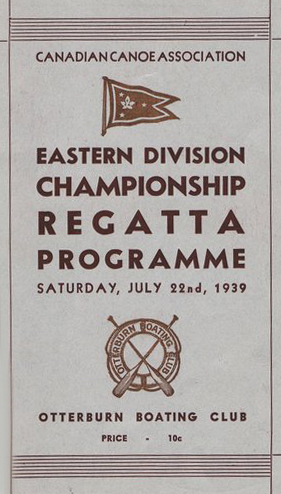 CANADIAN CANOE ASSOCIATION
EASTERN DIVISION
CHAMPIONSHIP
REGATTA
PROGRAMME
SATURDAY, JULY 22nd, 1939
OTTERBURN BOATING CLUB
OTTERBURN BOATING CLUB
PRICE - 10c